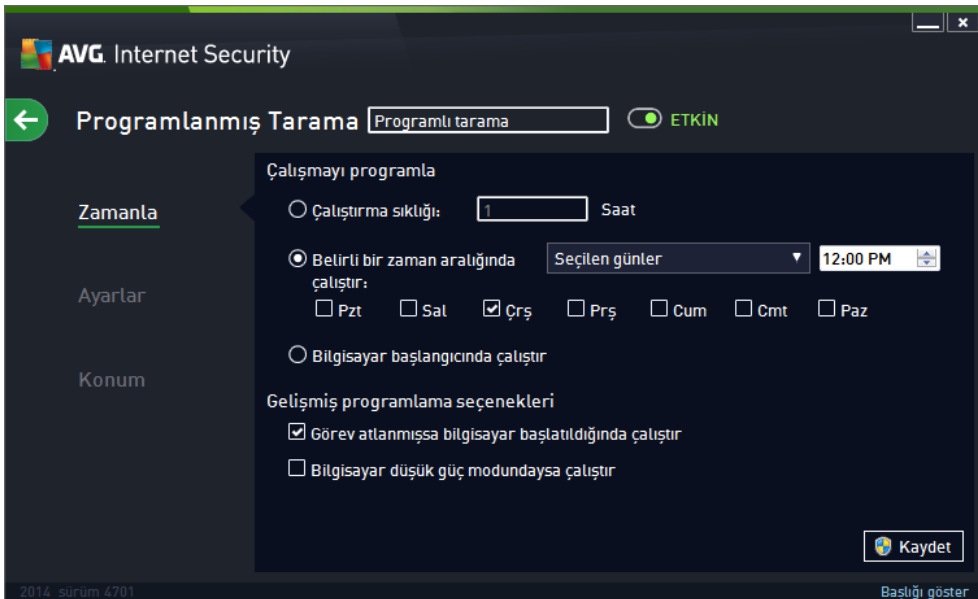 AVG. Internet Security
Programlanmış Tarama Programlı tarama ETKİN
Çalışmayı programla
Zamanla
Çalıştırma sıklığı: 1 Saat
Belirli bir zaman aralığında çalıştır: Seçilen günler 12:00 PM
Ayarlar
Pzt Sal Çrş Prş Cum Cmt Paz
Bilgisayar başlangıcında çalıştır
Konum
Gelişmiş programlama seçenekleri
Görev atlanmışsa bilgisayar başlatıldığında çalıştır
Bilgisayar düşük güç modundaysa çalıştır
Kaydet
2014 sürüm 4701 Baslığı göster